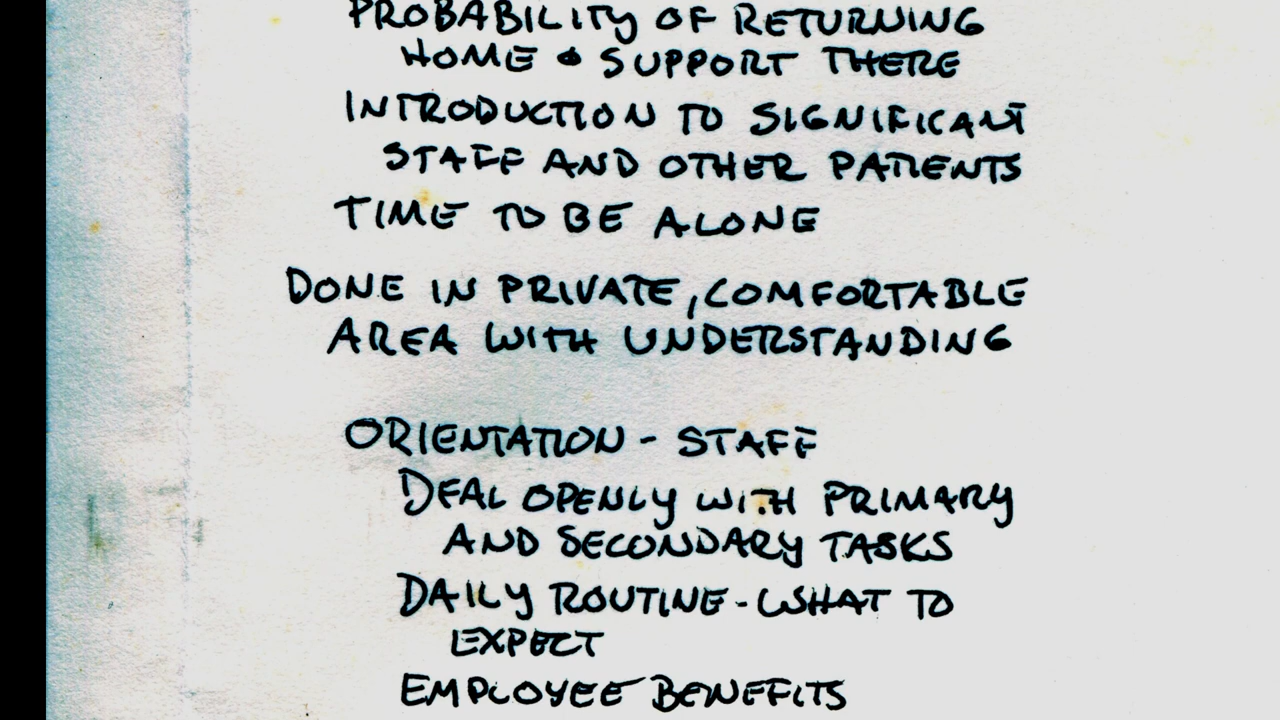 PROBABILITY OF RETURNING
HOME & SUPPORT THERE
INTRODUCTION TO SIGNIFICANT
STAFF AND OTHER PATIENTS
TIME TO BE ALONE
DONE IN PRIVATE, COMFORTABLE
AREA WITH UNDERSTANDING
ORIENTATION - STAFF
DEAL OPENLY WITH PRIMARY
AND SECONDARY TASKS
DAILY ROUTINE - WHAT TO
EXPECT
EMPLOYEE BENEFITS